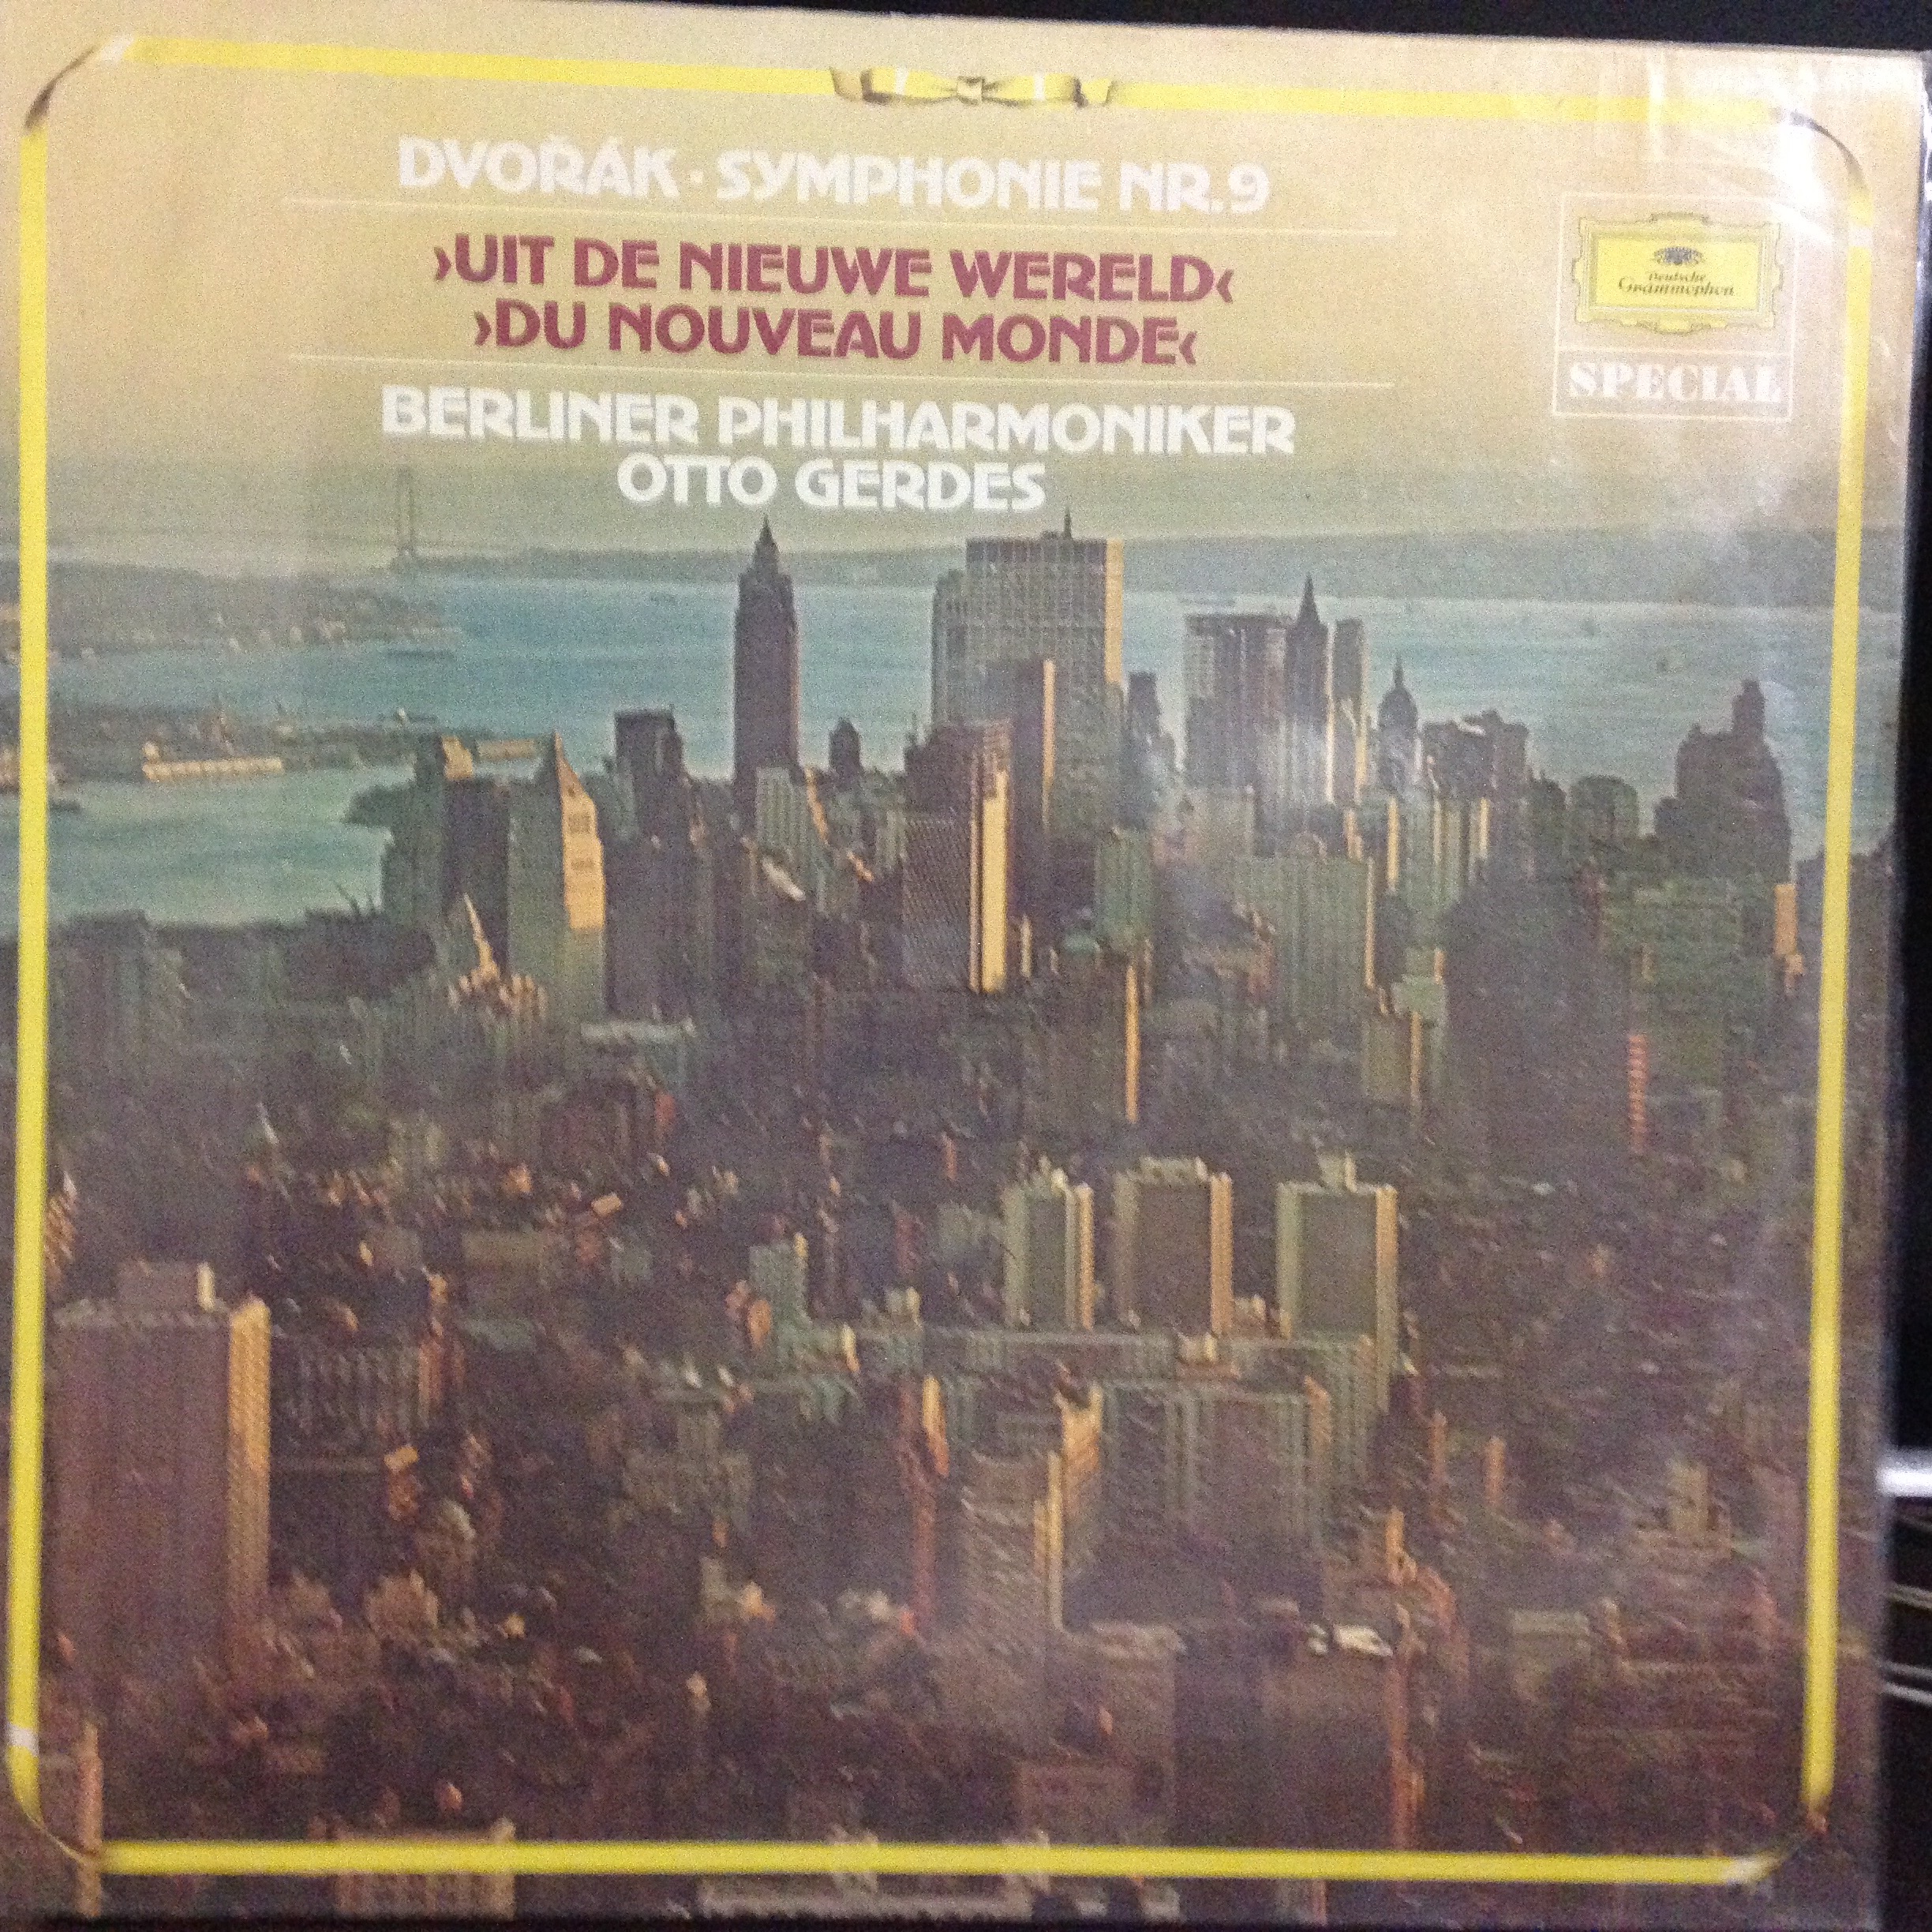 DVOŘÁK · SYMPHONIE NR.9
›UIT DE NIEUWE WERELD‹
›DU NOUVEAU MONDE‹
BERLINER PHILHARMONIKER
OTTO GERDES
Deutsche
Grammophon
SPECIAL